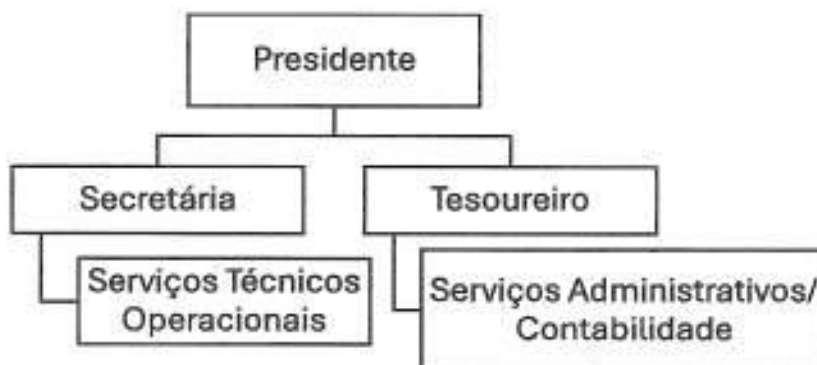 Presidente
Secretária
Tesoureiro
Serviços Técnicos
Operacionais
Serviços Administrativos/
Contabilidade